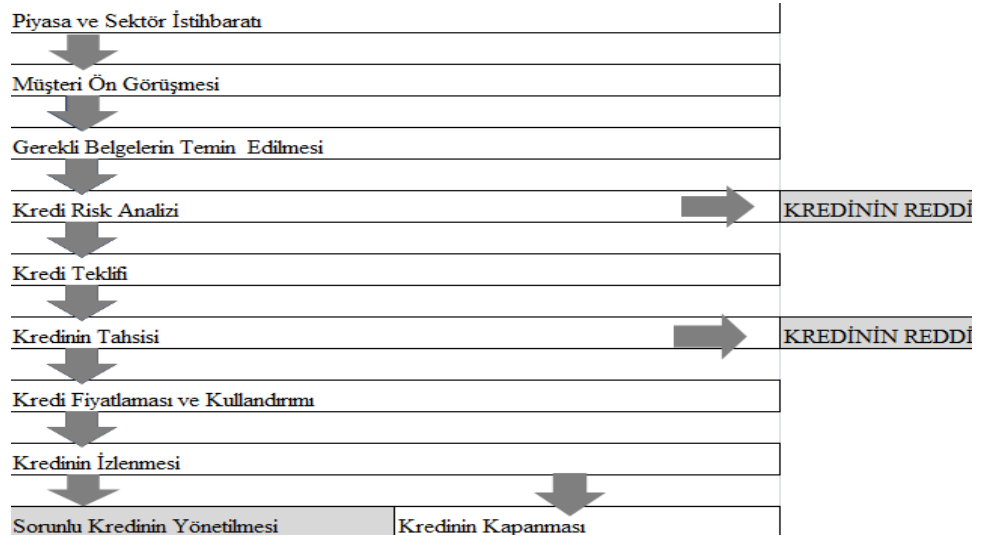 Piyasa ve Sektör İstihbaratı
Müşteri Ön Görüşmesi
Gerekli Belgelerin Temin Edilmesi
Kredi Risk Analizi
KREDİNİN REDDİ
Kredi Teklifi
Kredinin Tahsisi
KREDİNİN REDDİ
Kredi Fiyatlaması ve Kullandırımı
Kredinin İzlenmesi
Sorunlu Kredinin Yönetilmesi
Kredinin Kapanması